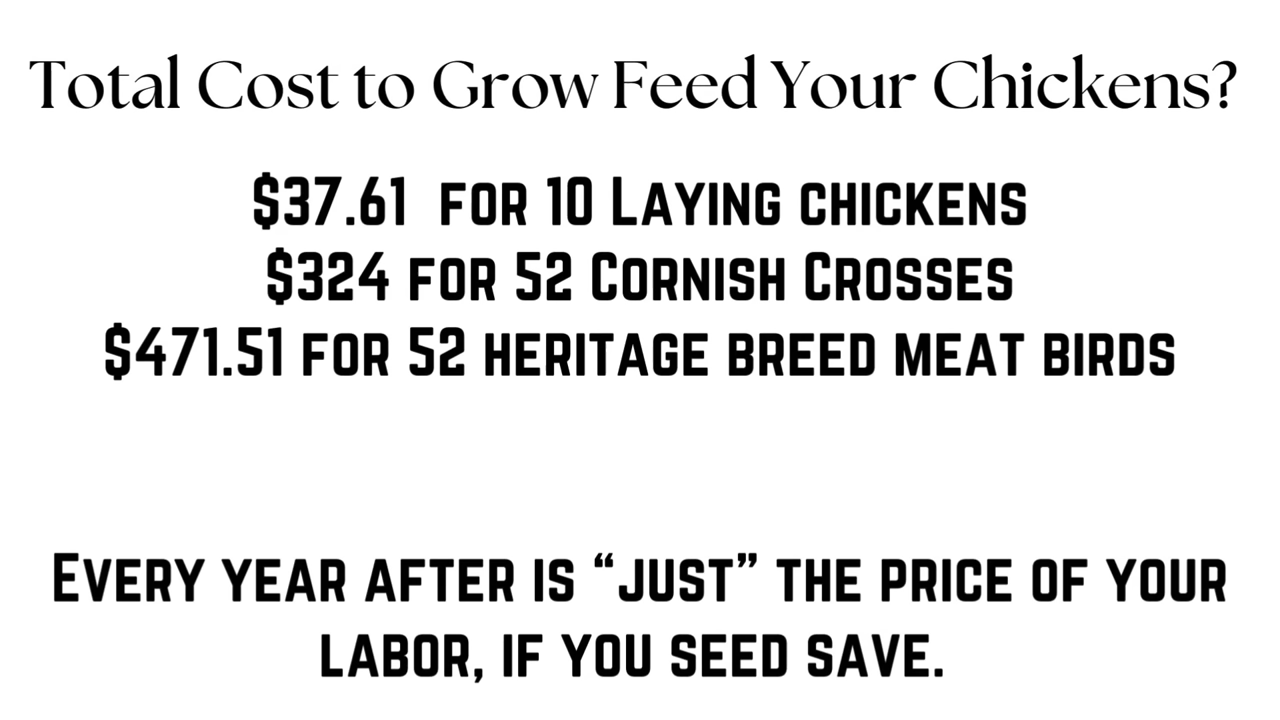 Total Cost to Grow Feed Your Chickens?
$37.61 for 10 Laying chickens
$324 for 52 Cornish Crosses
$471.51 for 52 heritage breed meat birds
Every year after is “just” the price of your
labor, if you seed save.